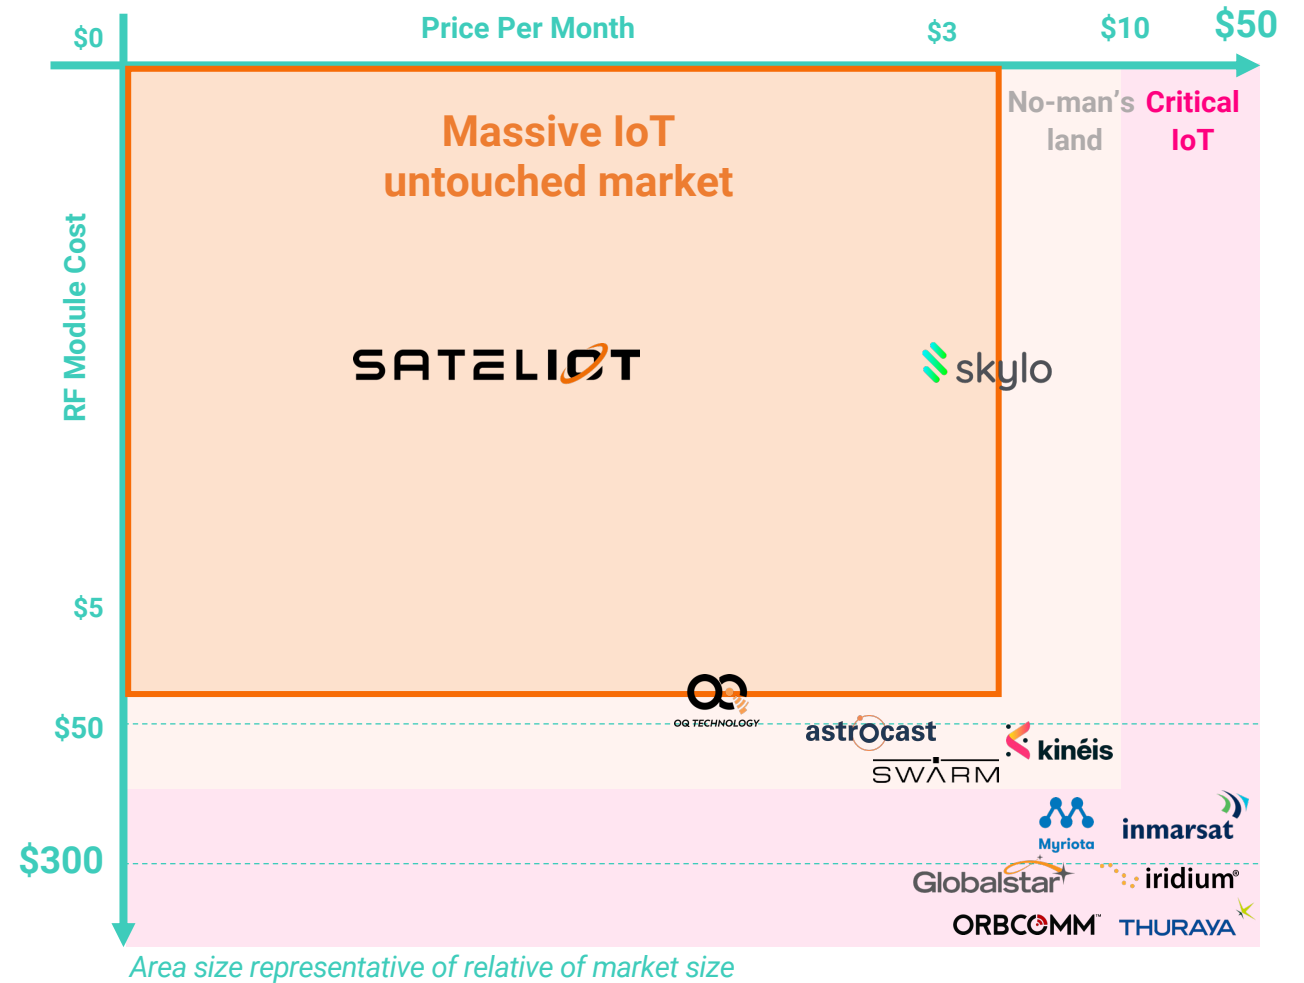 $0
Price Per Month
$3
$10
$50
No-man's
land
Critical
IoT
Massive IoT
untouched market
RF Module Cost
SATELIOT
skylo
$5
OQ TECHNOLOGY
$50
astrocast
kinéis
SWARM
Myriota
inmarsat
$300
Globalstar
iridium®
ORBCOMM™
THURAYA
Area size representative of relative of market size